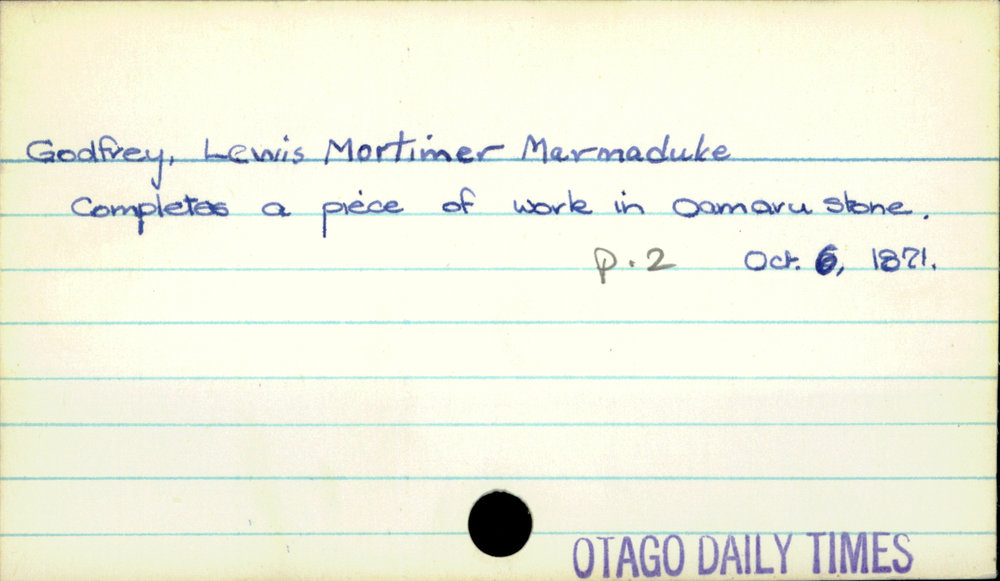 Godfrey, Lewis Mortimer Marmaduke
Completes a piece of work in Oamaru stone.
p.2 Oct. 6, 1871.
OTAGO DAILY TIMES